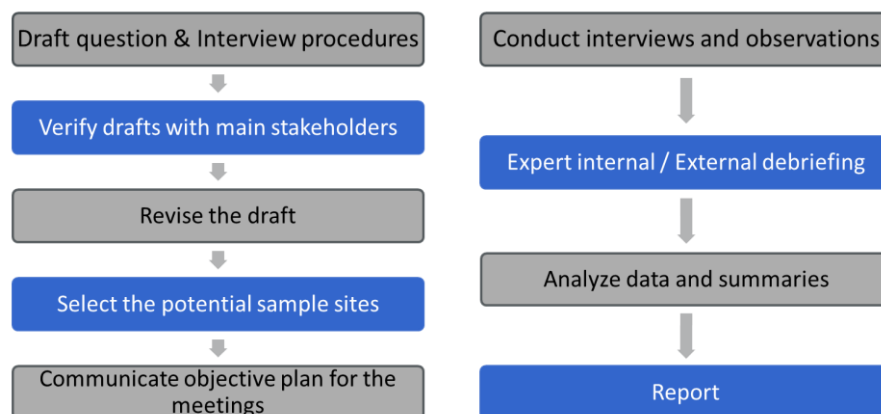 Draft question & Interview procedures
Verify drafts with main stakeholders
Revise the draft
Select the potential sample sites
Communicate objective plan for the
meetings
Conduct interviews and observations
Expert internal / External debriefing
Analyze data and summaries
Report